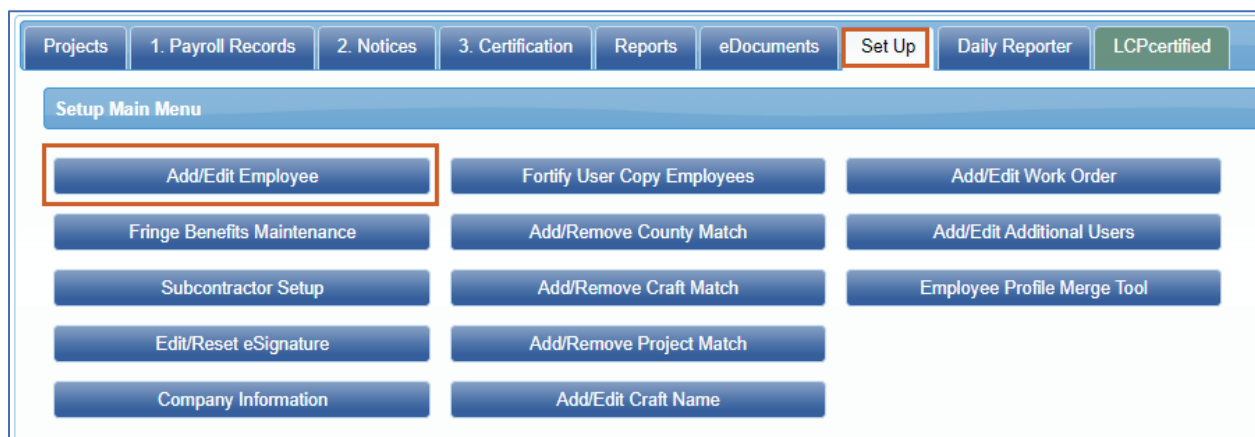 Projects 1. Payroll Records 2. Notices 3. Certification Reports eDocuments Set Up Daily Reporter LCPcertified
Setup Main Menu
Add/Edit Employee Fortify User Copy Employees Add/Edit Work Order
Fringe Benefits Maintenance Add/Remove County Match Add/Edit Additional Users
Subcontractor Setup Add/Remove Craft Match Employee Profile Merge Tool
Edit/Reset eSignature Add/Remove Project Match
Company Information Add/Edit Craft Name